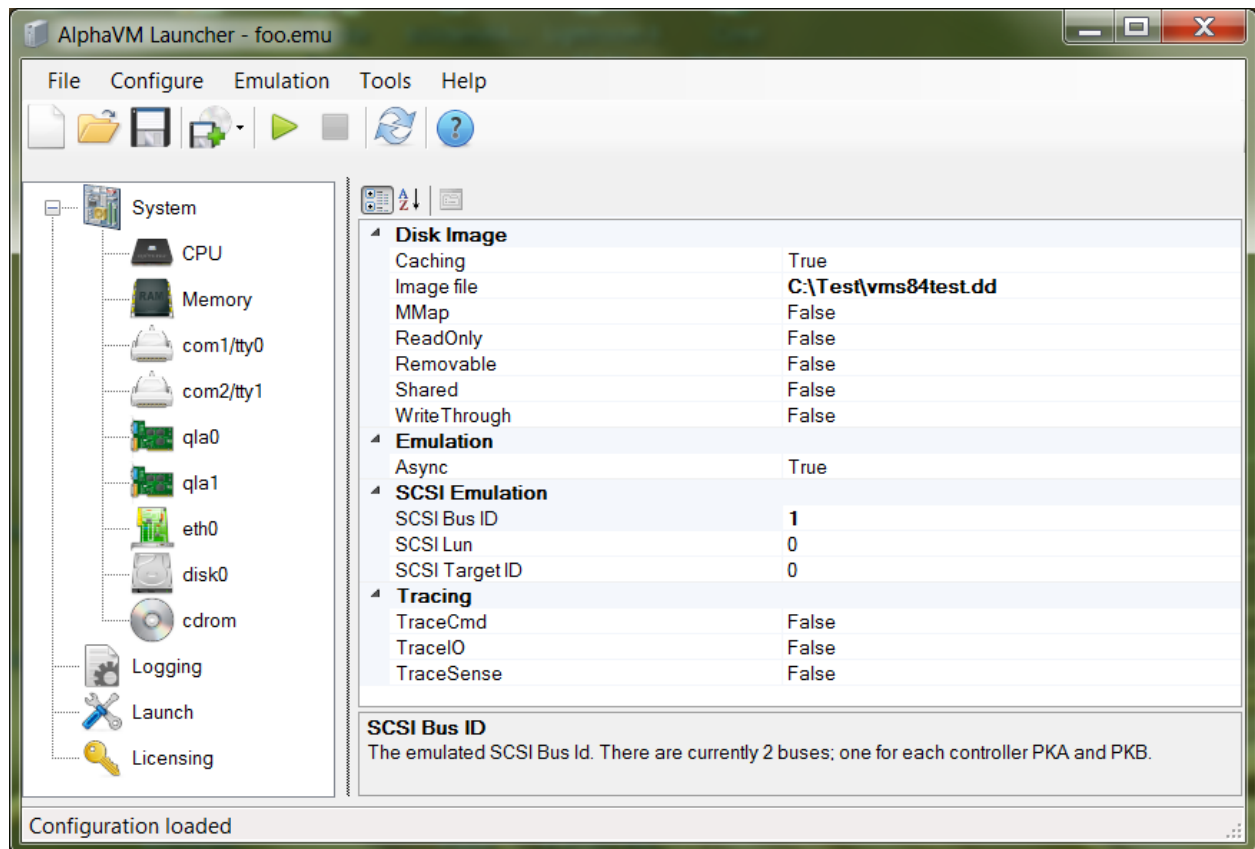 AlphaVM Launcher - foo.emu
File Configure Emulation Tools Help
System
CPU
Memory
com1/tty0
com2/tty1
qla0
qla1
eth0
disk0
cdrom
Logging
Launch
Licensing
Disk Image
Caching True
Image file C:\Test\vms84test.dd
MMap False
ReadOnly False
Removable False
Shared False
WriteThrough False
Emulation
Async True
SCSI Emulation
SCSI Bus ID 1
SCSI Lun 0
SCSI Target ID 0
Tracing
TraceCmd False
TraceIO False
TraceSense False
SCSI Bus ID
The emulated SCSI Bus Id. There are currently 2 buses; one for each controller PKA and PKB.
Configuration loaded